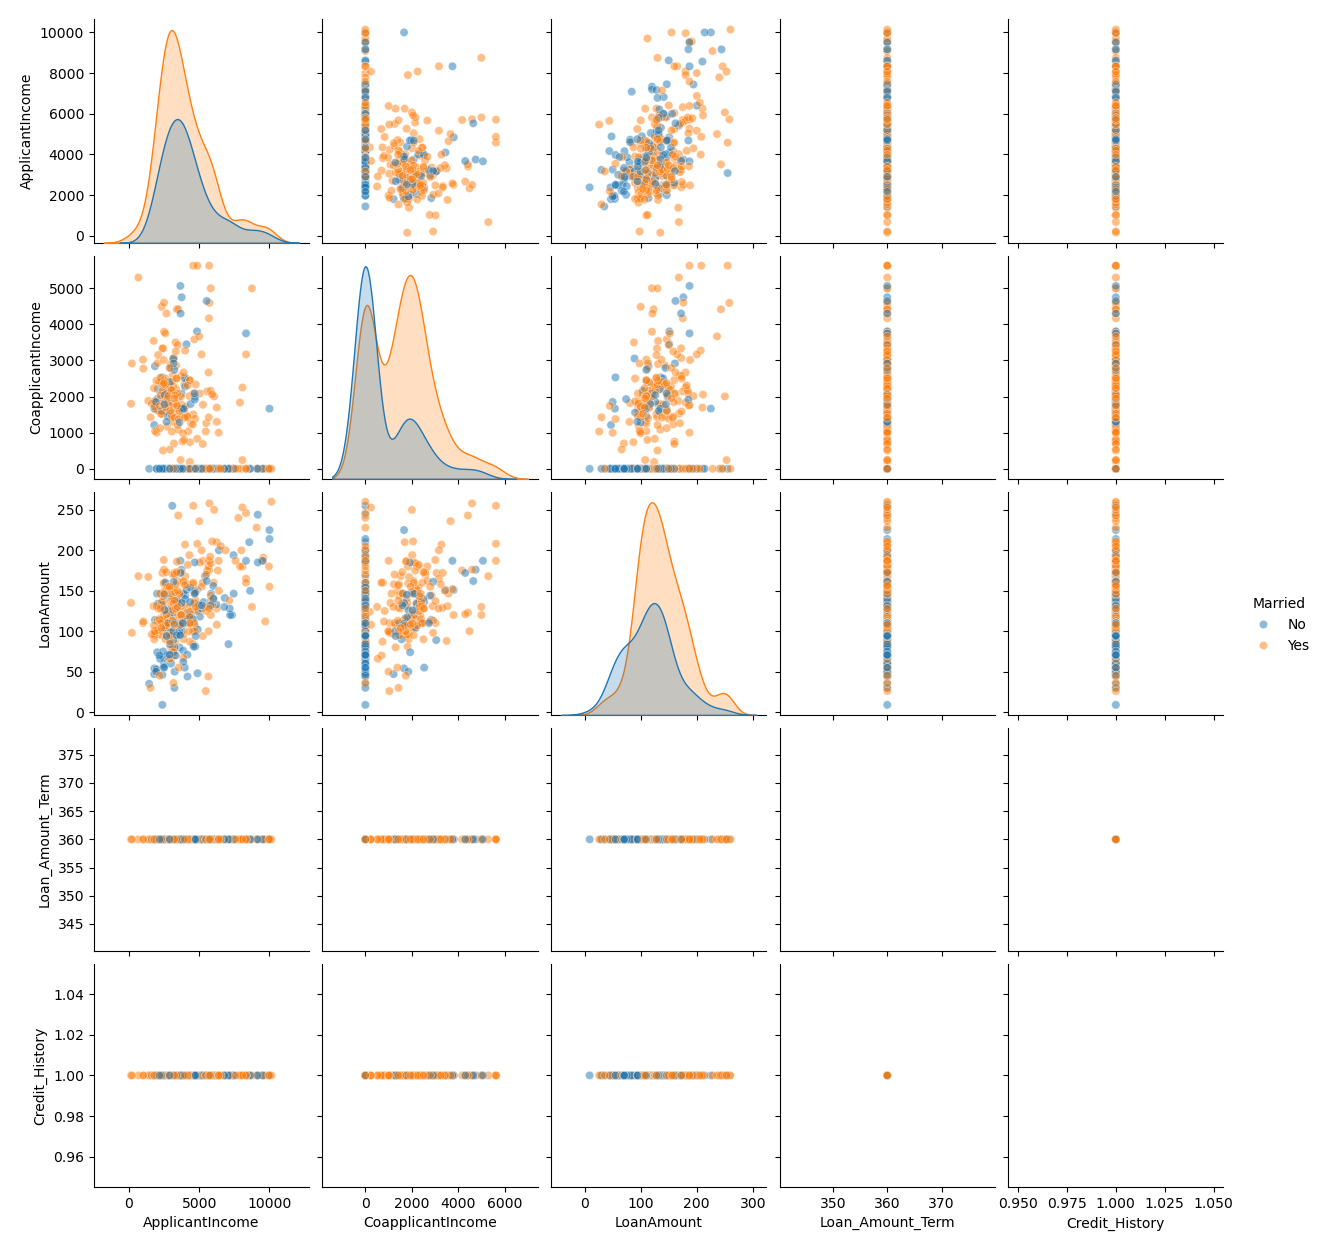 10000
8000
6000
4000
2000
0
ApplicantIncome
5000
4000
3000
2000
1000
0
CoapplicantIncome
250
200
150
100
50
0
LoanAmount
Married
No
Yes
375
370
365
360
355
350
345
Loan_Amount_Term
1.04
1.02
1.00
0.98
0.96
Credit_History
0 5000 10000
ApplicantIncome
0 2000 4000 6000
CoapplicantIncome
0 100 200 300
LoanAmount
350 360 370
Loan_Amount_Term
0.950 0.975 1.000 1.025 1.050
Credit_History